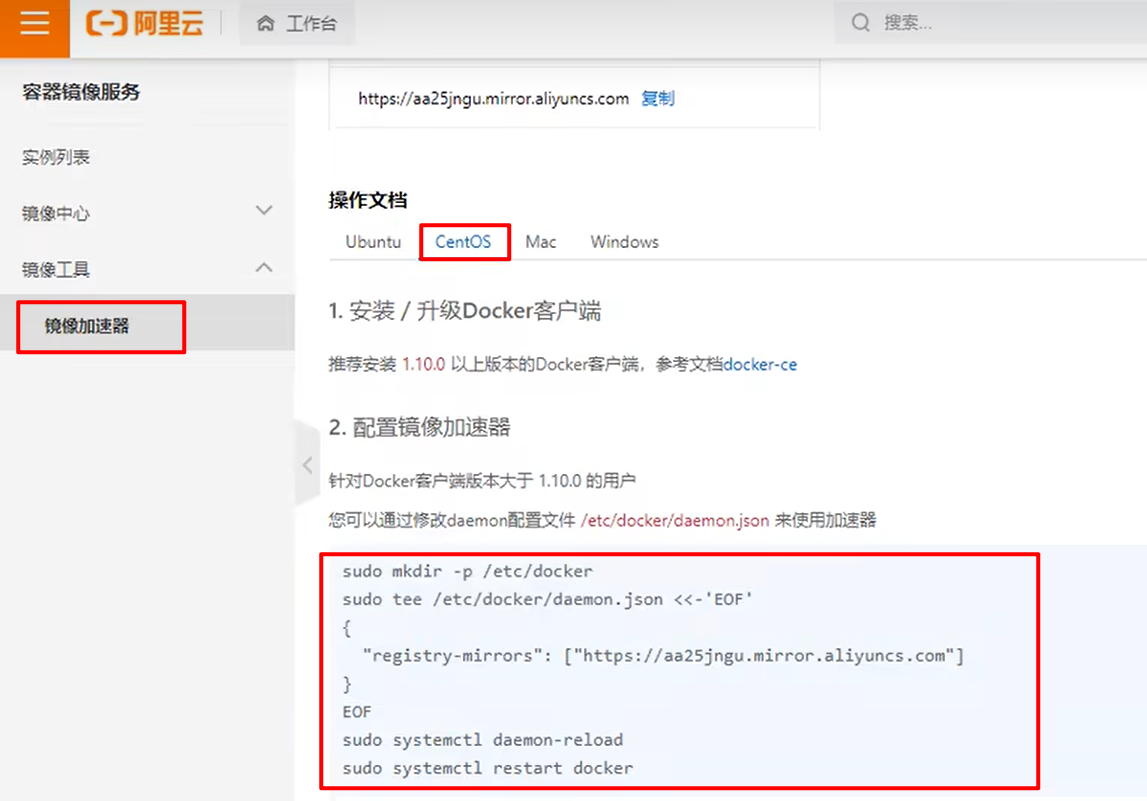 阿里云
工作台
搜索...
容器镜像服务
实例列表
镜像中心
镜像工具
镜像加速器
https://aa25jngu.mirror.aliyuncs.com 复制
操作文档
Ubuntu CentOS Mac Windows
1. 安装 / 升级Docker客户端
推荐安装 1.10.0 以上版本的Docker客户端，参考文档docker-ce
2. 配置镜像加速器
针对Docker客户端版本大于 1.10.0 的用户
您可以通过修改daemon配置文件 /etc/docker/daemon.json 来使用加速器
sudo mkdir -p /etc/docker
sudo tee /etc/docker/daemon.json <<-'EOF'
{
  "registry-mirrors": ["https://aa25jngu.mirror.aliyuncs.com"]
}
EOF
sudo systemctl daemon-reload
sudo systemctl restart docker